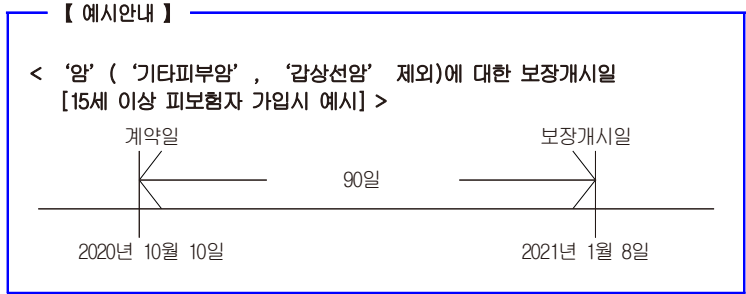 【 예시안내 】
< ‘암’ ( ‘기타피부암’ , ‘갑상선암’ 제외)에 대한 보장개시일
[15세 이상 피보험자 가입시 예시] >
계약일 보장개시일
90일
2020년 10월 10일 2021년 1월 8일